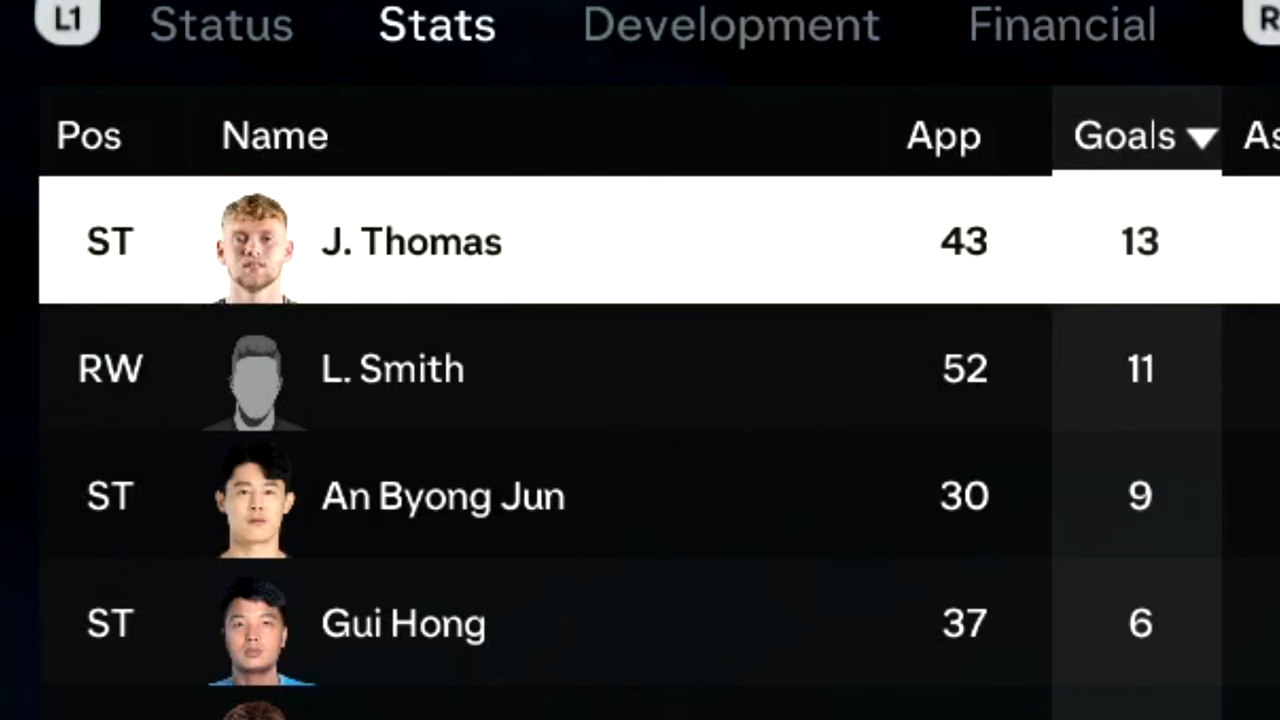 L1 Status Stats Development Financial R
Pos Name App Goals As
ST J. Thomas 43 13
RW L. Smith 52 11
ST An Byong Jun 30 9
ST Gui Hong 37 6